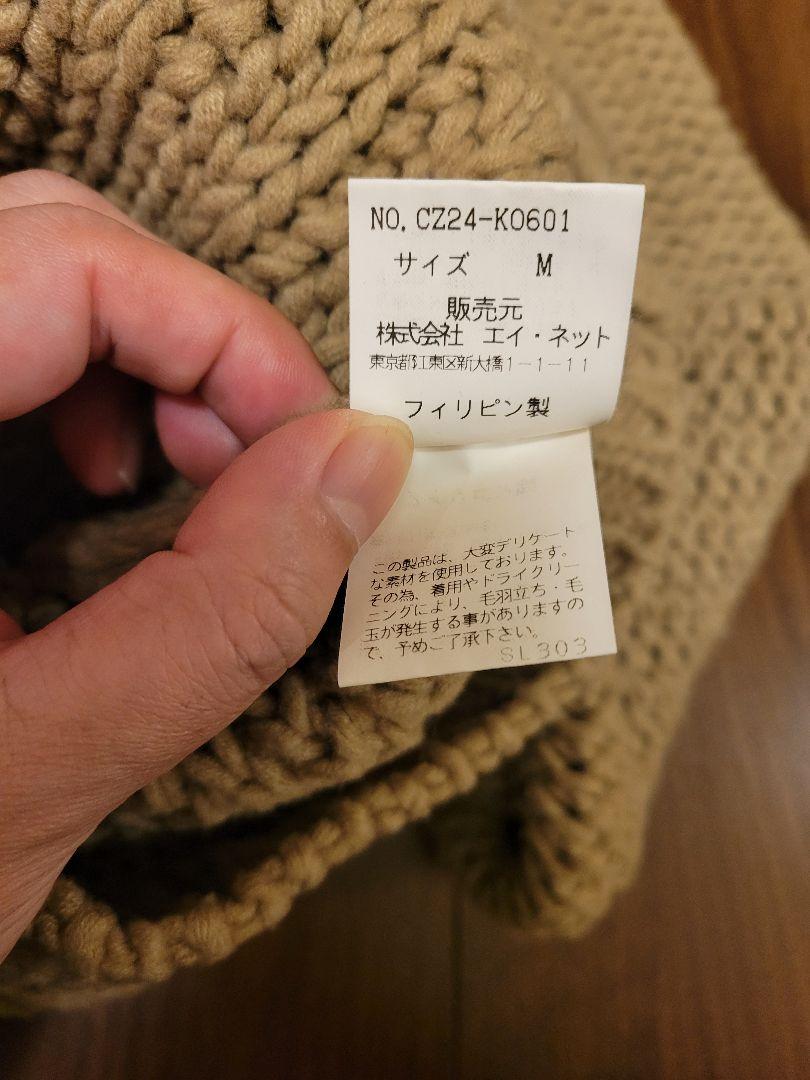 NO.CZ24-K0601
サイズ M
販売元
株式会社 エイ・ネット
東京都江東区新大橋1-1-11
フィリピン製
この製品は、大変デリケート
な素材を使用しております。
その為、着用やドライクリー
ニングにより、毛羽立ち・毛
玉が発生する事がありますの
で、予めご了承下さい。
SL303